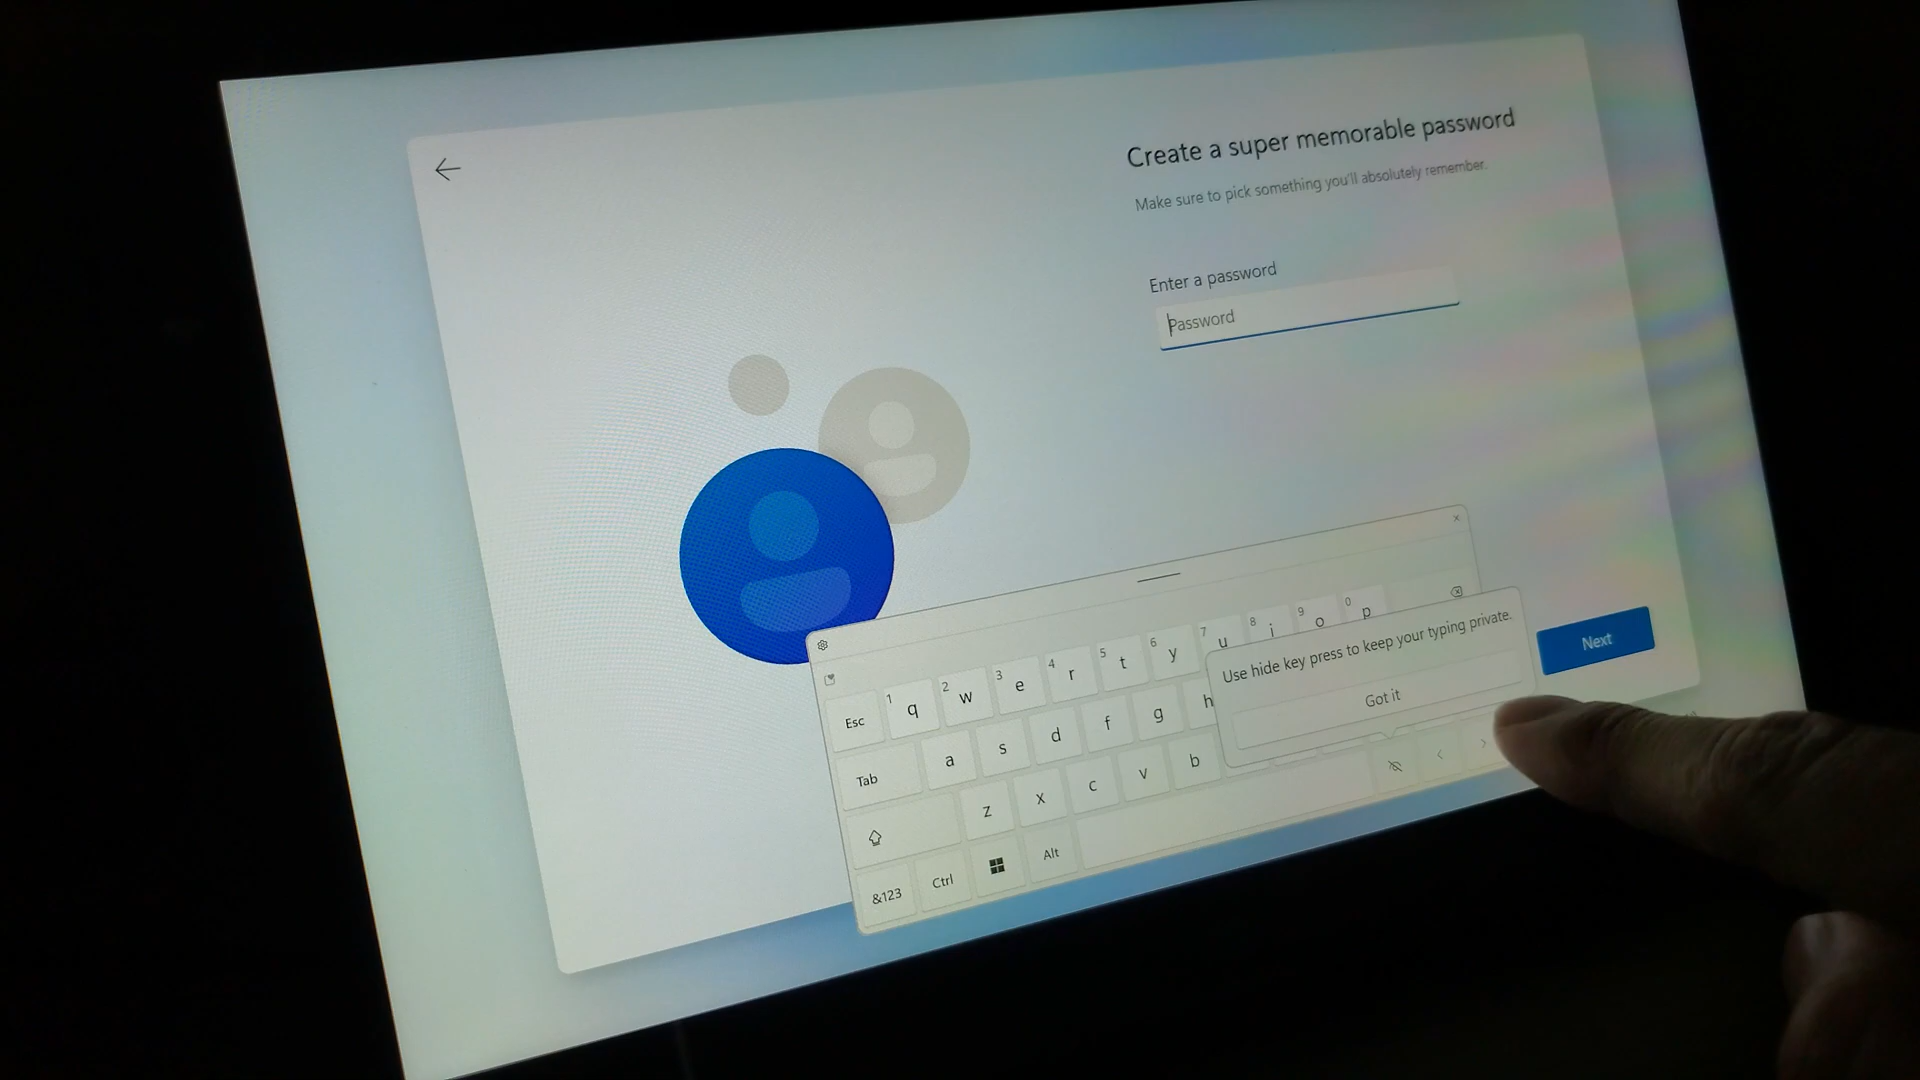 Create a super memorable password
Make sure to pick something you'll absolutely remember.
Enter a password
Password
1 2 3 4 5 6 7 8 9 0
Esc q w e r t y u i o p
Use hide key press to keep your typing private.
Got it
Next
Tab a s d f g h
z x c v b
&123 Ctrl Alt